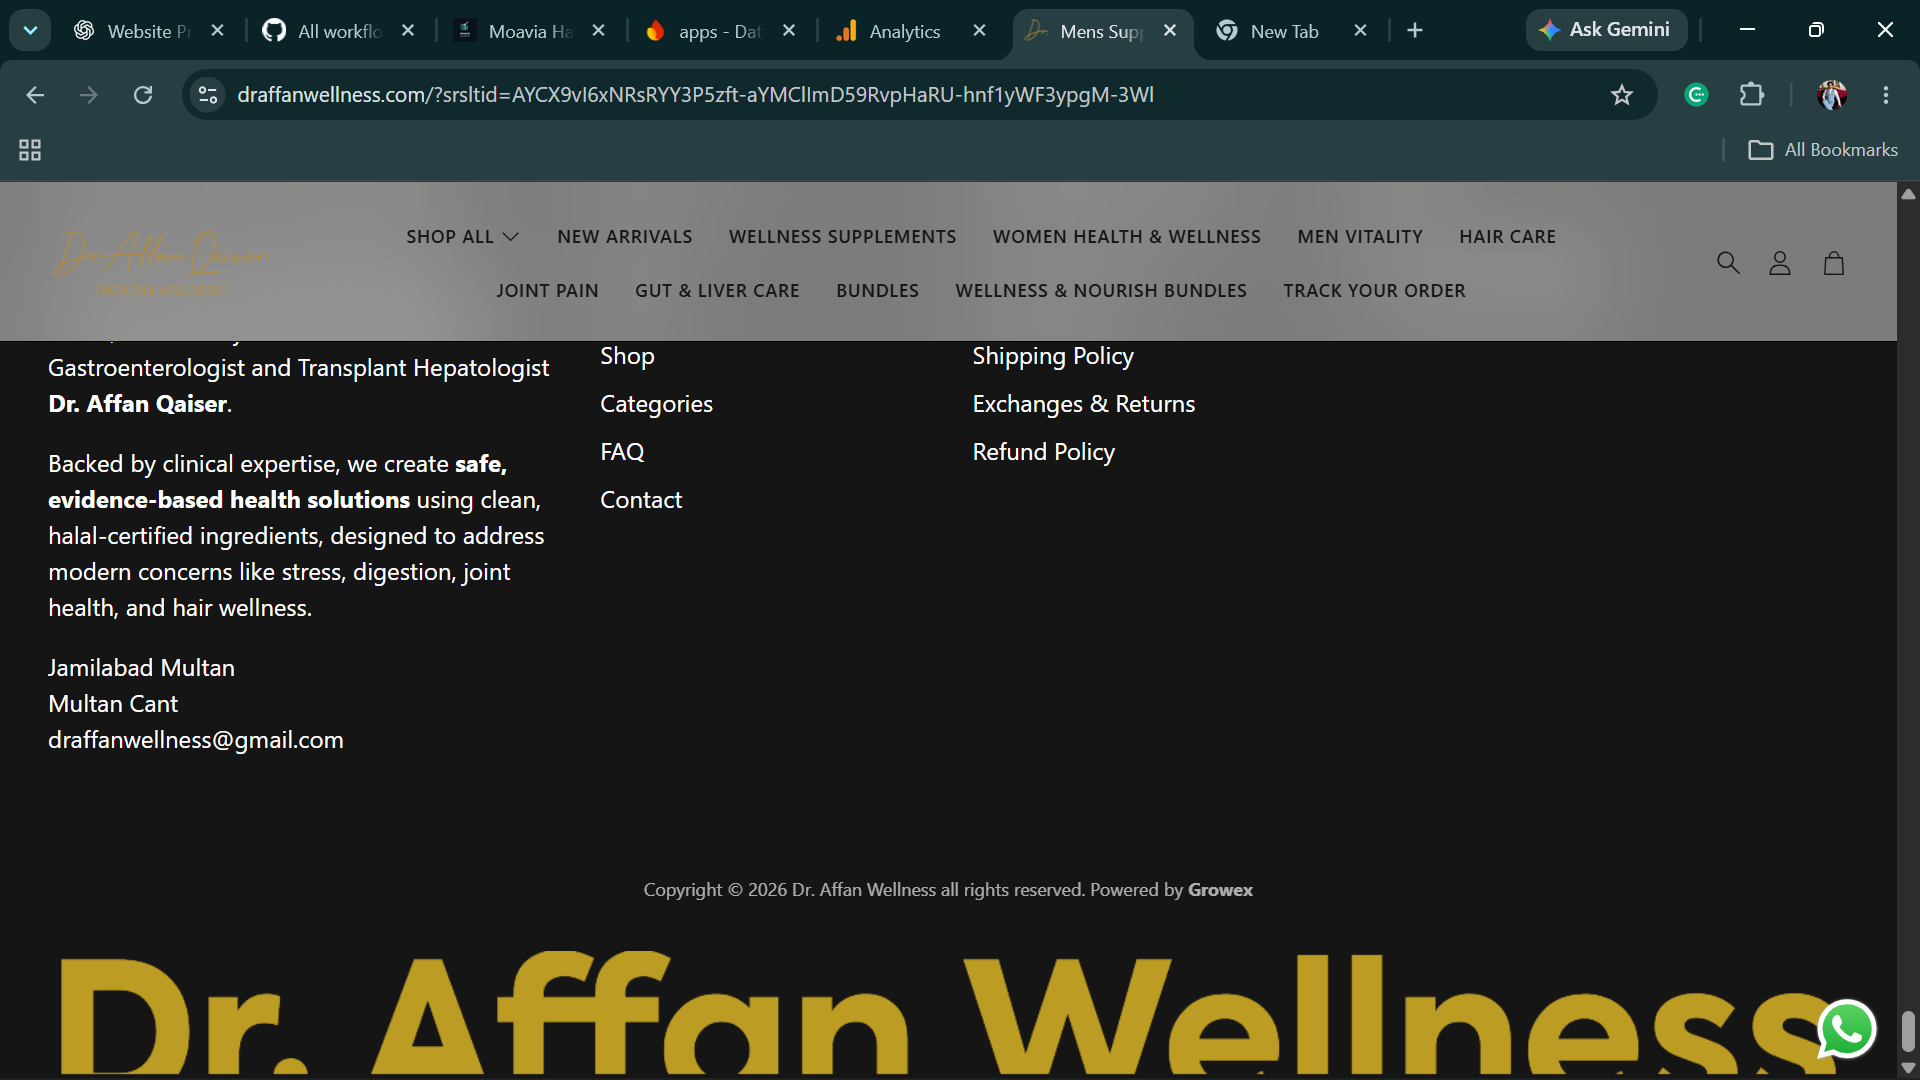 Website Pr
All workflo
Moavia Ha
apps - Dat
Analytics
Mens Supp
New Tab
Ask Gemini
draffanwellness.com/?srsltid=AYCX9vI6xNRsRYY3P5zft-aYMClImD59RvpHaRU-hnf1yWF3ypgM-3Wl
All Bookmarks
Dr. Affan Qaiser
SHOP ALL NEW ARRIVALS WELLNESS SUPPLEMENTS WOMEN HEALTH & WELLNESS MEN VITALITY HAIR CARE
JOINT PAIN GUT & LIVER CARE BUNDLES WELLNESS & NOURISH BUNDLES TRACK YOUR ORDER
Gastroenterologist and Transplant Hepatologist
Dr. Affan Qaiser.
Backed by clinical expertise, we create safe,
evidence-based health solutions using clean,
halal-certified ingredients, designed to address
modern concerns like stress, digestion, joint
health, and hair wellness.
Jamilabad Multan
Multan Cant
draffanwellness@gmail.com
Shop
Categories
FAQ
Contact
Shipping Policy
Exchanges & Returns
Refund Policy
Copyright © 2026 Dr. Affan Wellness all rights reserved. Powered by Growex
Dr. Affan Wellness